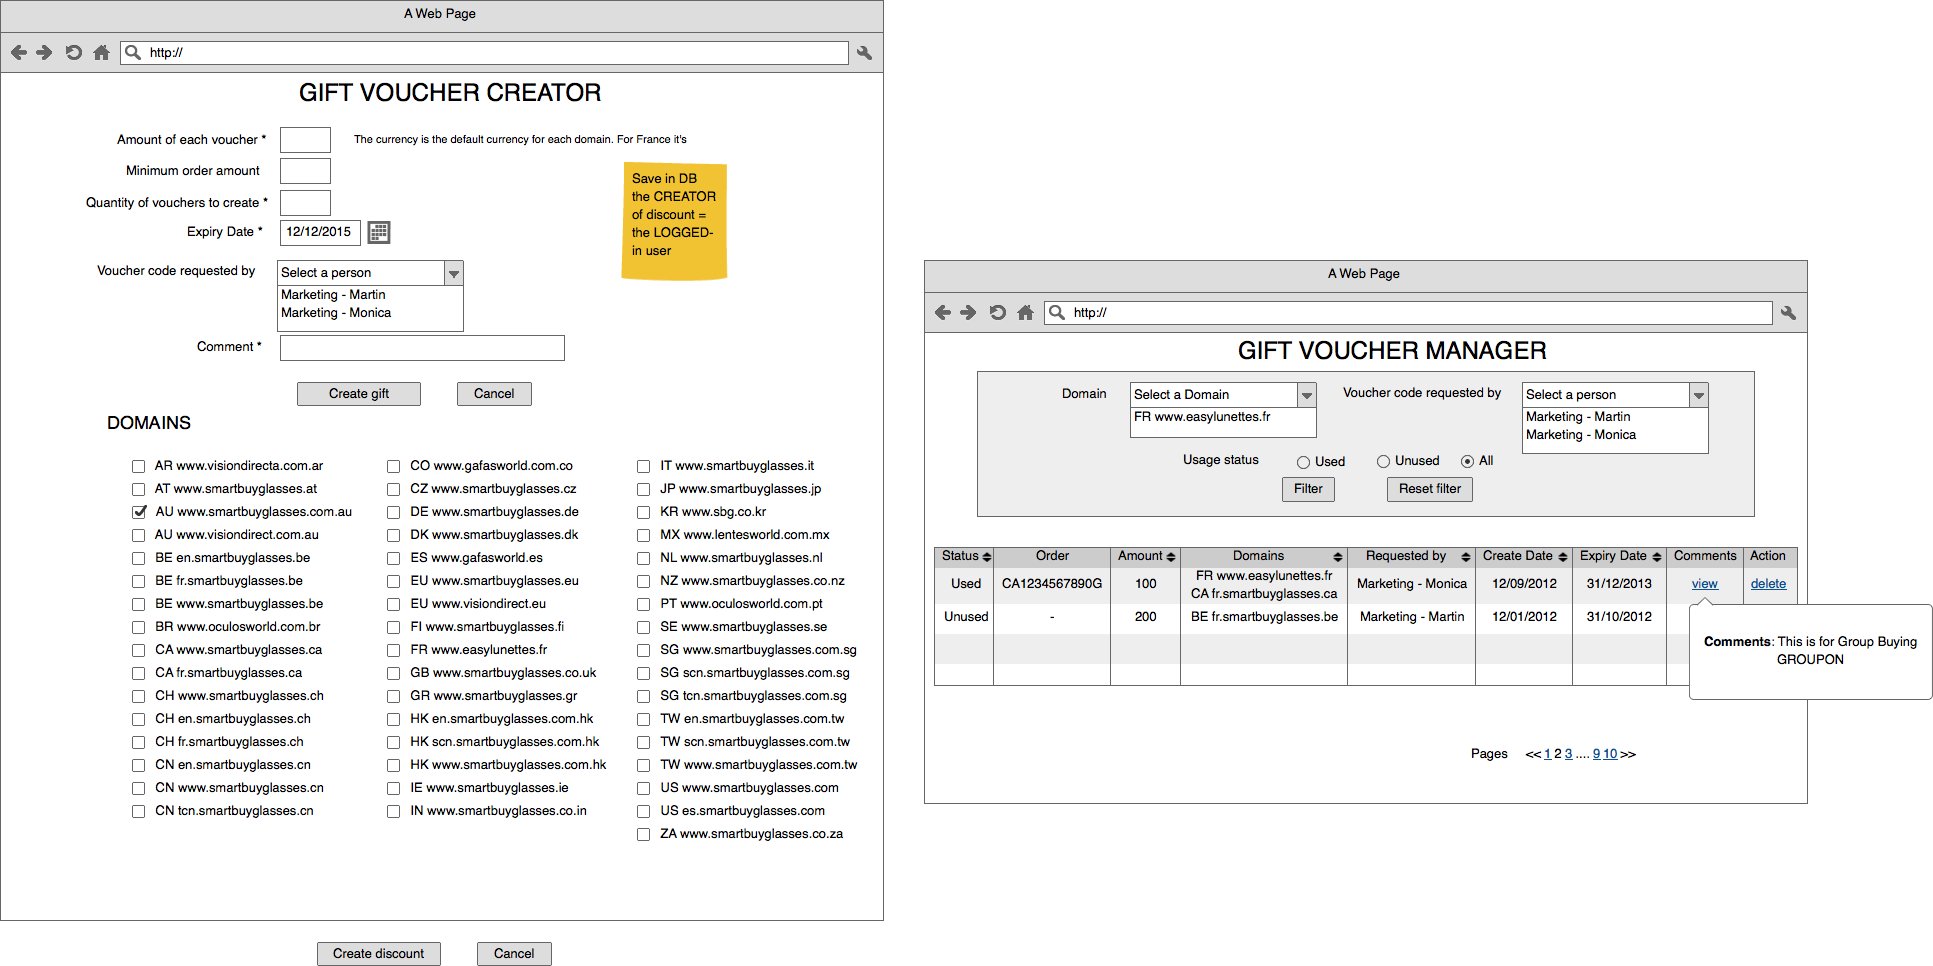 A Web Page
http://
GIFT VOUCHER CREATOR
Amount of each voucher *
The currency is the default currency for each domain. For France it's
Minimum order amount
Quantity of vouchers to create *
Expiry Date *
12/12/2015
Save in DB
the CREATOR
of discount =
the LOGGED-
in user
Voucher code requested by
Select a person
Marketing - Martin
Marketing - Monica
Comment *
Create gift
Cancel
DOMAINS
AR www.visiondirecta.com.ar
AT www.smartbuyglasses.at
AU www.smartbuyglasses.com.au
AU www.visiondirect.com.au
BE en.smartbuyglasses.be
BE fr.smartbuyglasses.be
BE www.smartbuyglasses.be
BR www.oculosworld.com.br
CA www.smartbuyglasses.ca
CA fr.smartbuyglasses.ca
CH www.smartbuyglasses.ch
CH en.smartbuyglasses.ch
CH fr.smartbuyglasses.ch
CN en.smartbuyglasses.cn
CN www.smartbuyglasses.cn
CN tcn.smartbuyglasses.cn
CO www.gafasworld.com.co
CZ www.smartbuyglasses.cz
DE www.smartbuyglasses.de
DK www.smartbuyglasses.dk
ES www.gafasworld.es
EU www.smartbuyglasses.eu
EU www.visiondirect.eu
FI www.smartbuyglasses.fi
FR www.easylunettes.fr
GB www.smartbuyglasses.co.uk
GR www.smartbuyglasses.gr
HK en.smartbuyglasses.com.hk
HK scn.smartbuyglasses.com.hk
HK www.smartbuyglasses.com.hk
IE www.smartbuyglasses.ie
IN www.smartbuyglasses.co.in
IT www.smartbuyglasses.it
JP www.smartbuyglasses.jp
KR www.sbg.co.kr
MX www.lentesworld.com.mx
NL www.smartbuyglasses.nl
NZ www.smartbuyglasses.co.nz
PT www.oculosworld.com.pt
SE www.smartbuyglasses.se
SG www.smartbuyglasses.com.sg
SG scn.smartbuyglasses.com.sg
SG tcn.smartbuyglasses.com.sg
TW en.smartbuyglasses.com.tw
TW scn.smartbuyglasses.com.tw
TW www.smartbuyglasses.com.tw
US www.smartbuyglasses.com
US es.smartbuyglasses.com
ZA www.smartbuyglasses.co.za
Create discount
Cancel
A Web Page
http://
GIFT VOUCHER MANAGER
Domain
Select a Domain
FR www.easylunettes.fr
Voucher code requested by
Select a person
Marketing - Martin
Marketing - Monica
Usage status
Used
Unused
All
Filter
Reset filter
Status Order Amount Domains Requested by Create Date Expiry Date Comments Action
Used CA1234567890G 100 FR www.easylunettes.fr CA fr.smartbuyglasses.ca Marketing - Monica 12/09/2012 31/12/2013 view delete
Unused - 200 BE fr.smartbuyglasses.be Marketing - Martin 12/01/2012 31/10/2012
Comments: This is for Group Buying
GROUPON
Pages << 1 2 3 .... 9 10 >>